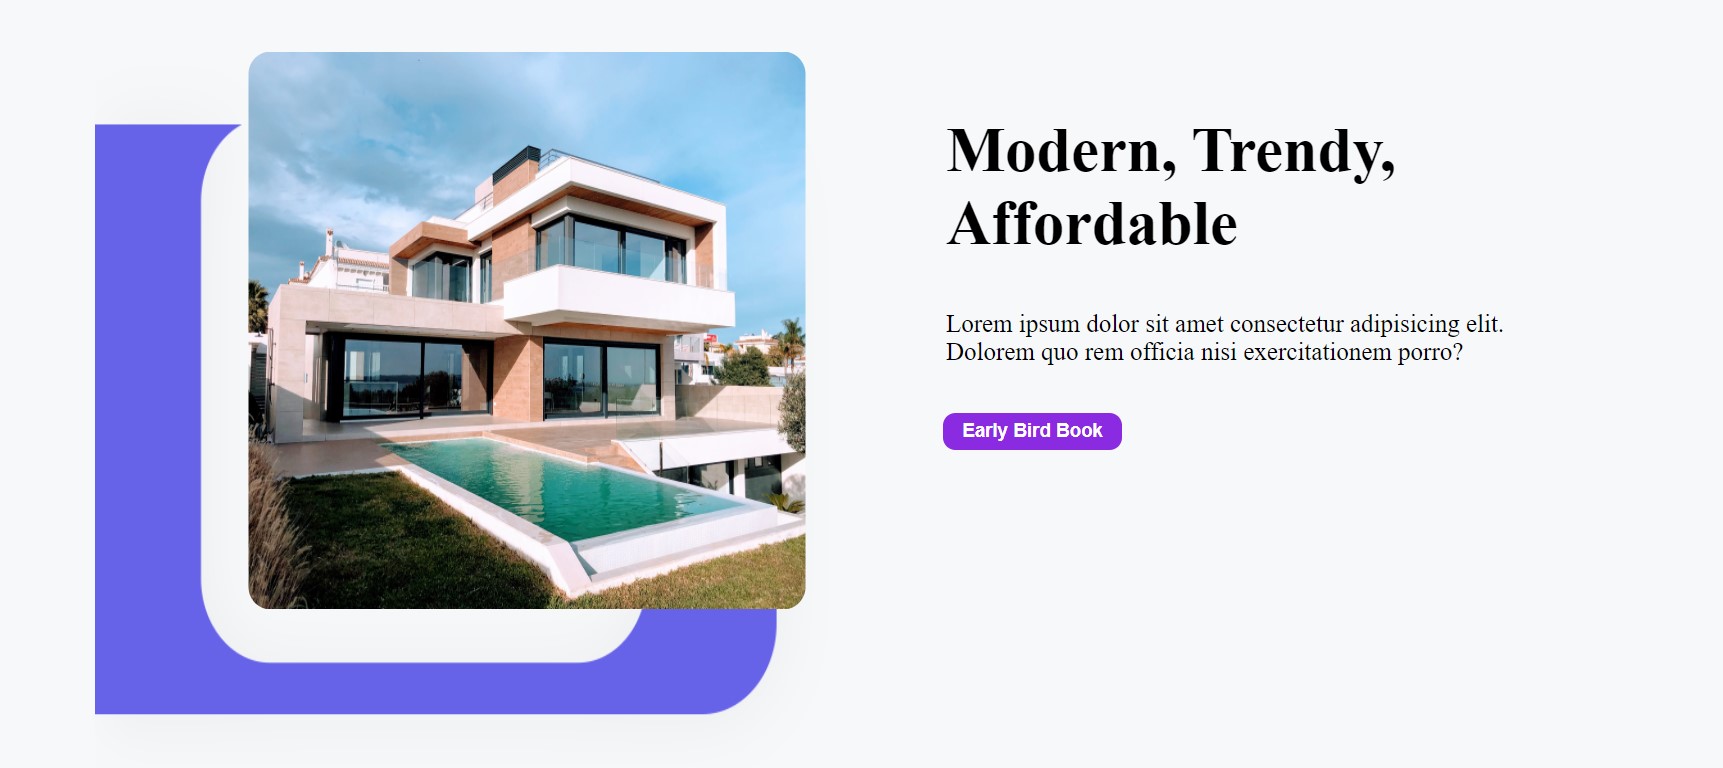 Modern, Trendy,
Affordable
Lorem ipsum dolor sit amet consectetur adipisicing elit.
Dolorem quo rem officia nisi exercitationem porro?
Early Bird Book